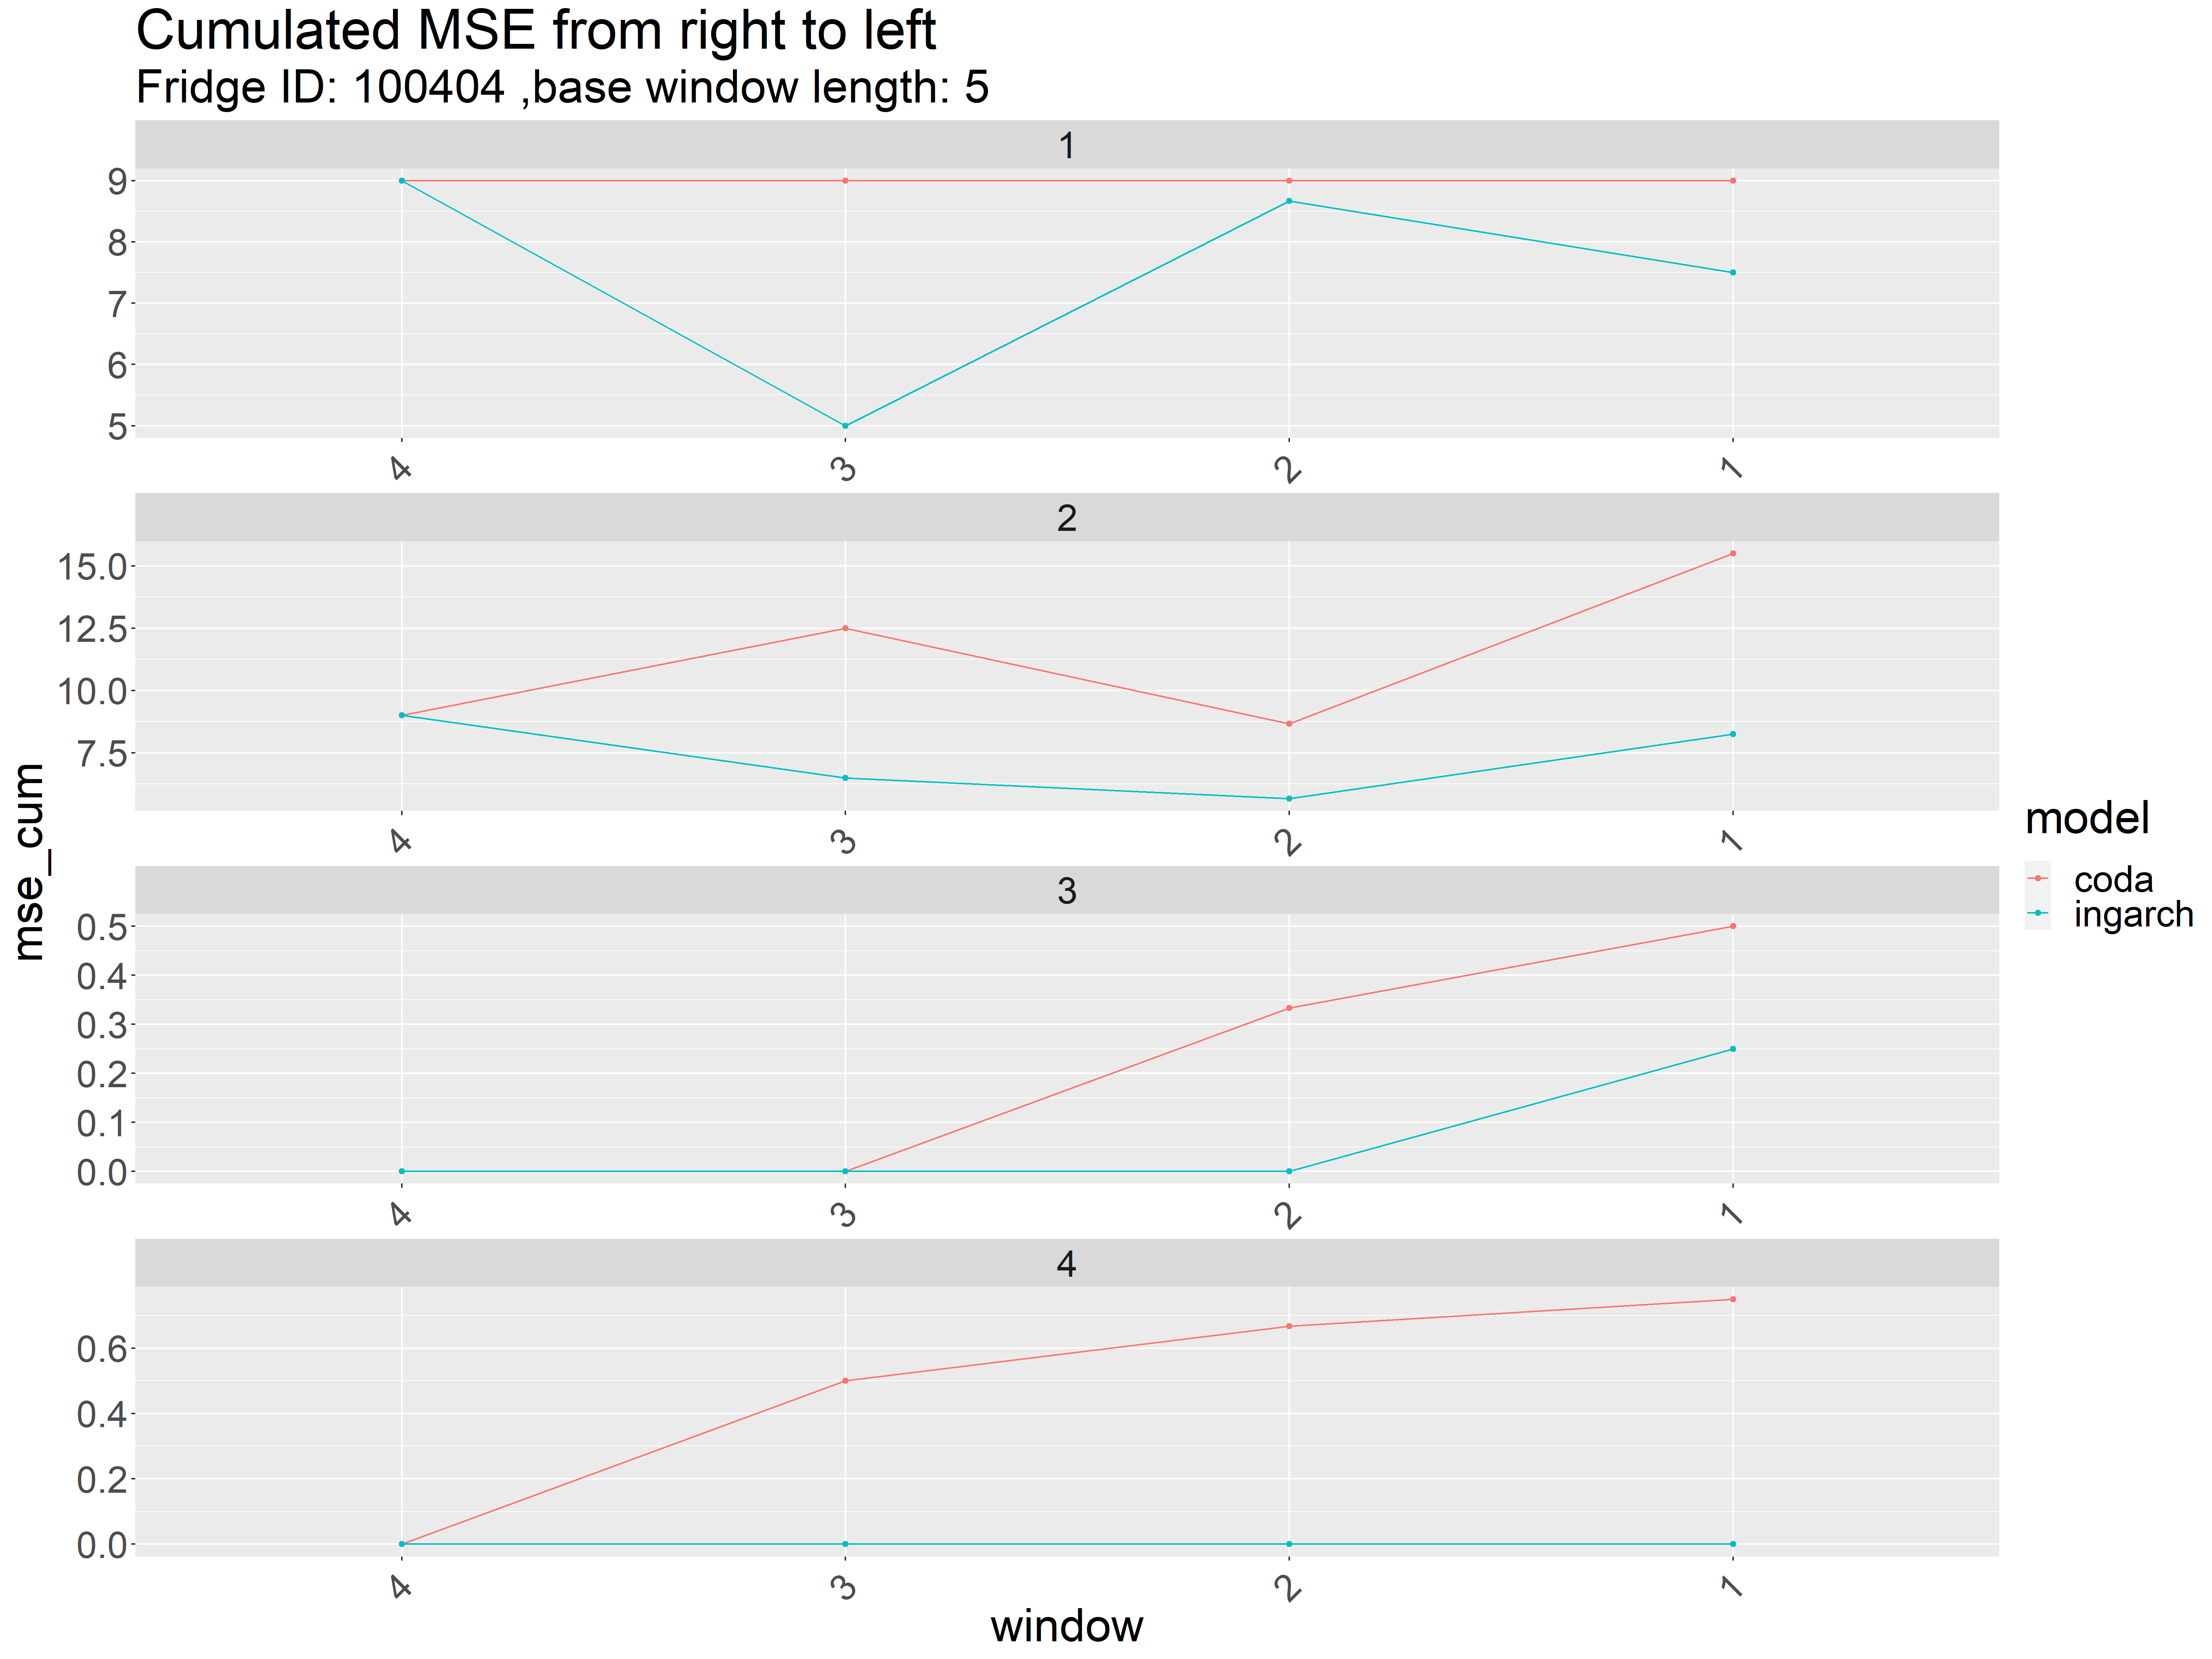 Cumulated MSE from right to left
Fridge ID: 100404 ,base window length: 5
1
9
8
7
6
5
4 3 2 1
2
15.0
12.5
10.0
7.5
4 3 2 1
3
0.5
0.4
0.3
0.2
0.1
0.0
4 3 2 1
4
0.6
0.4
0.2
0.0
4 3 2 1
window
mse_cum
model
coda
ingarch